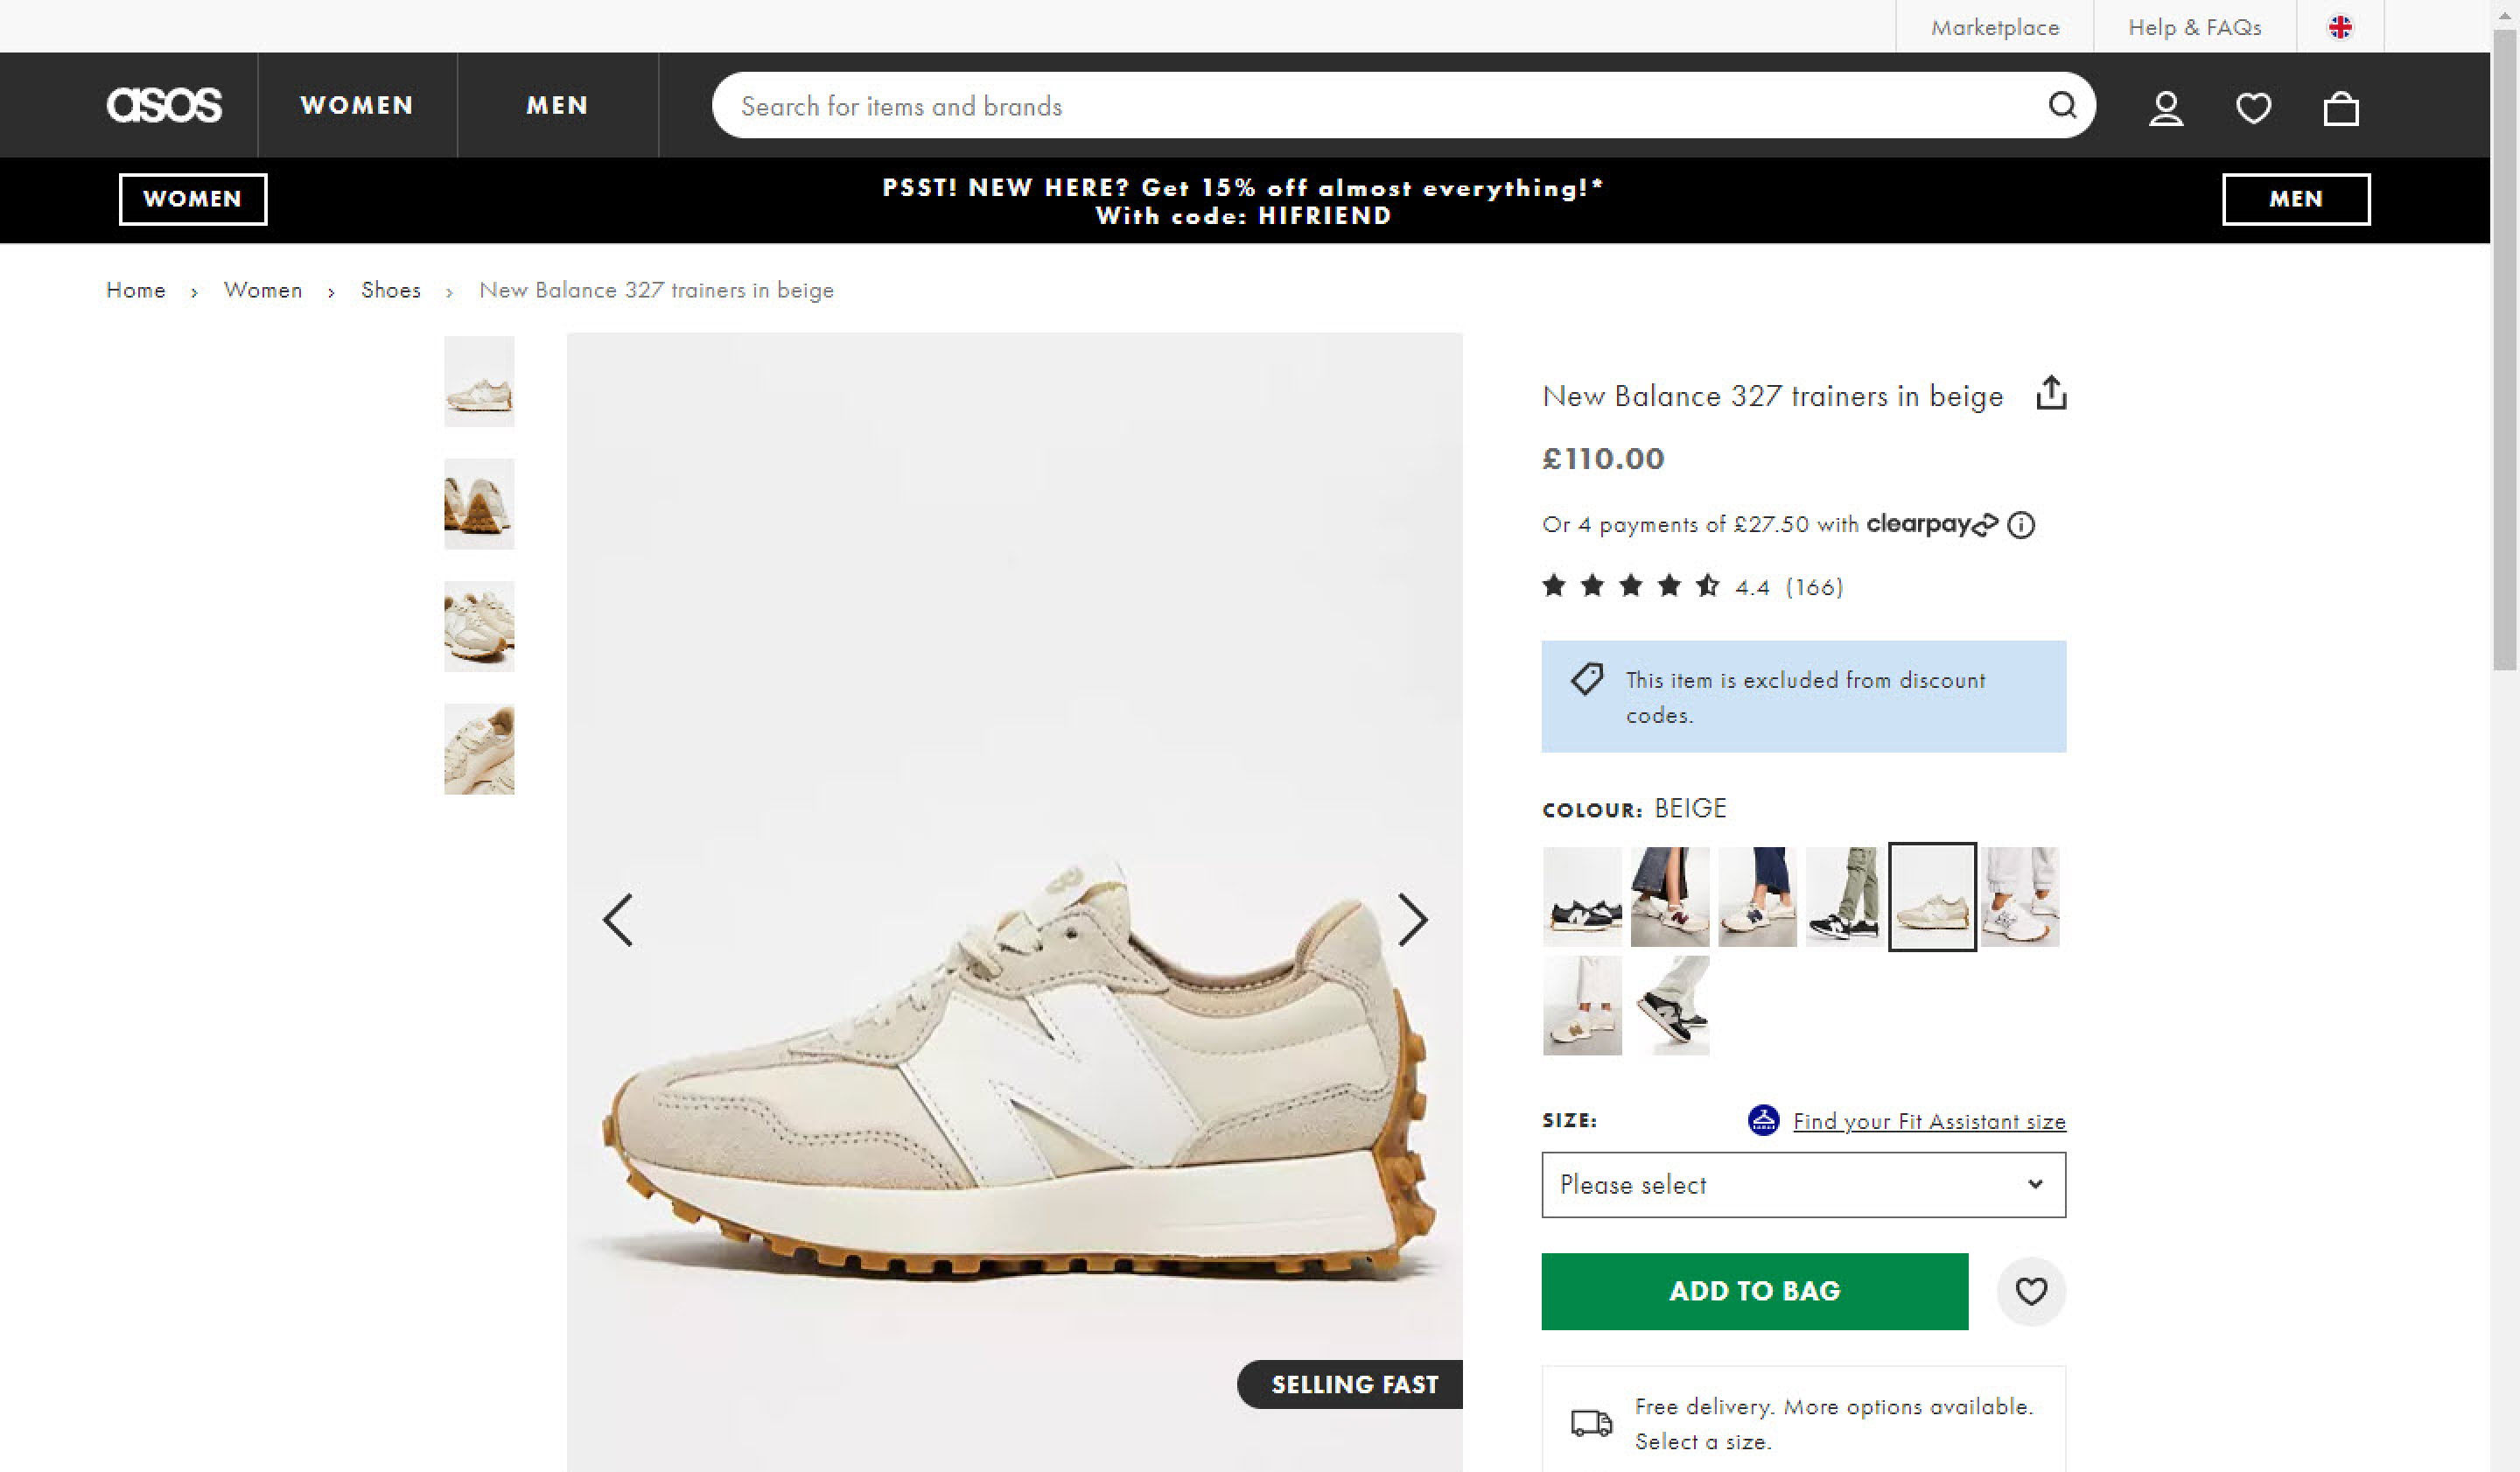 Marketplace
Help & FAQs
asos
WOMEN
MEN
Search for items and brands
WOMEN
PSST! NEW HERE? Get 15% off almost everything!*
With code: HIFRIEND
MEN
Home › Women › Shoes › New Balance 327 trainers in beige
New Balance 327 trainers in beige
£110.00
Or 4 payments of £27.50 with clearpay
4.4 (166)
This item is excluded from discount
codes.
COLOUR: BEIGE
SIZE:
Find your Fit Assistant size
Please select
ADD TO BAG
SELLING FAST
Free delivery. More options available.
Select a size.